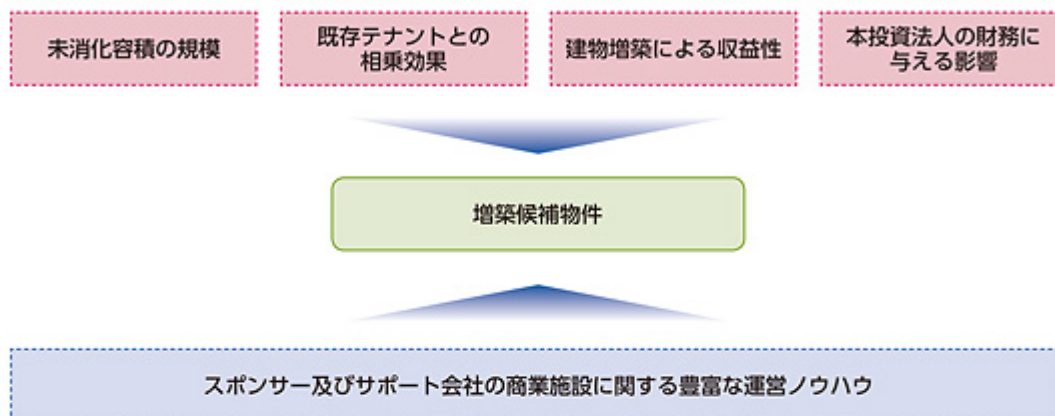 未消化容積の規模
既存テナントとの
相乗効果
建物増築による収益性
本投資法人の財務に
与える影響
増築候補物件
スポンサー及びサポート会社の商業施設に関する豊富な運営ノウハウ